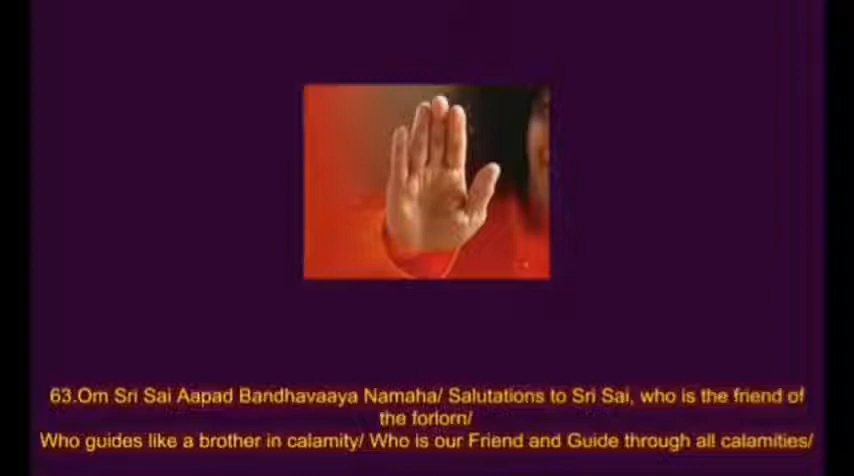 63.Om Sri Sai Aapad Bandhavaaya Namaha/ Salutations to Sri Sai, who is the friend of
the forlorn/
Who guides like a brother in calamity/ Who is our Friend and Guide through all calamities/